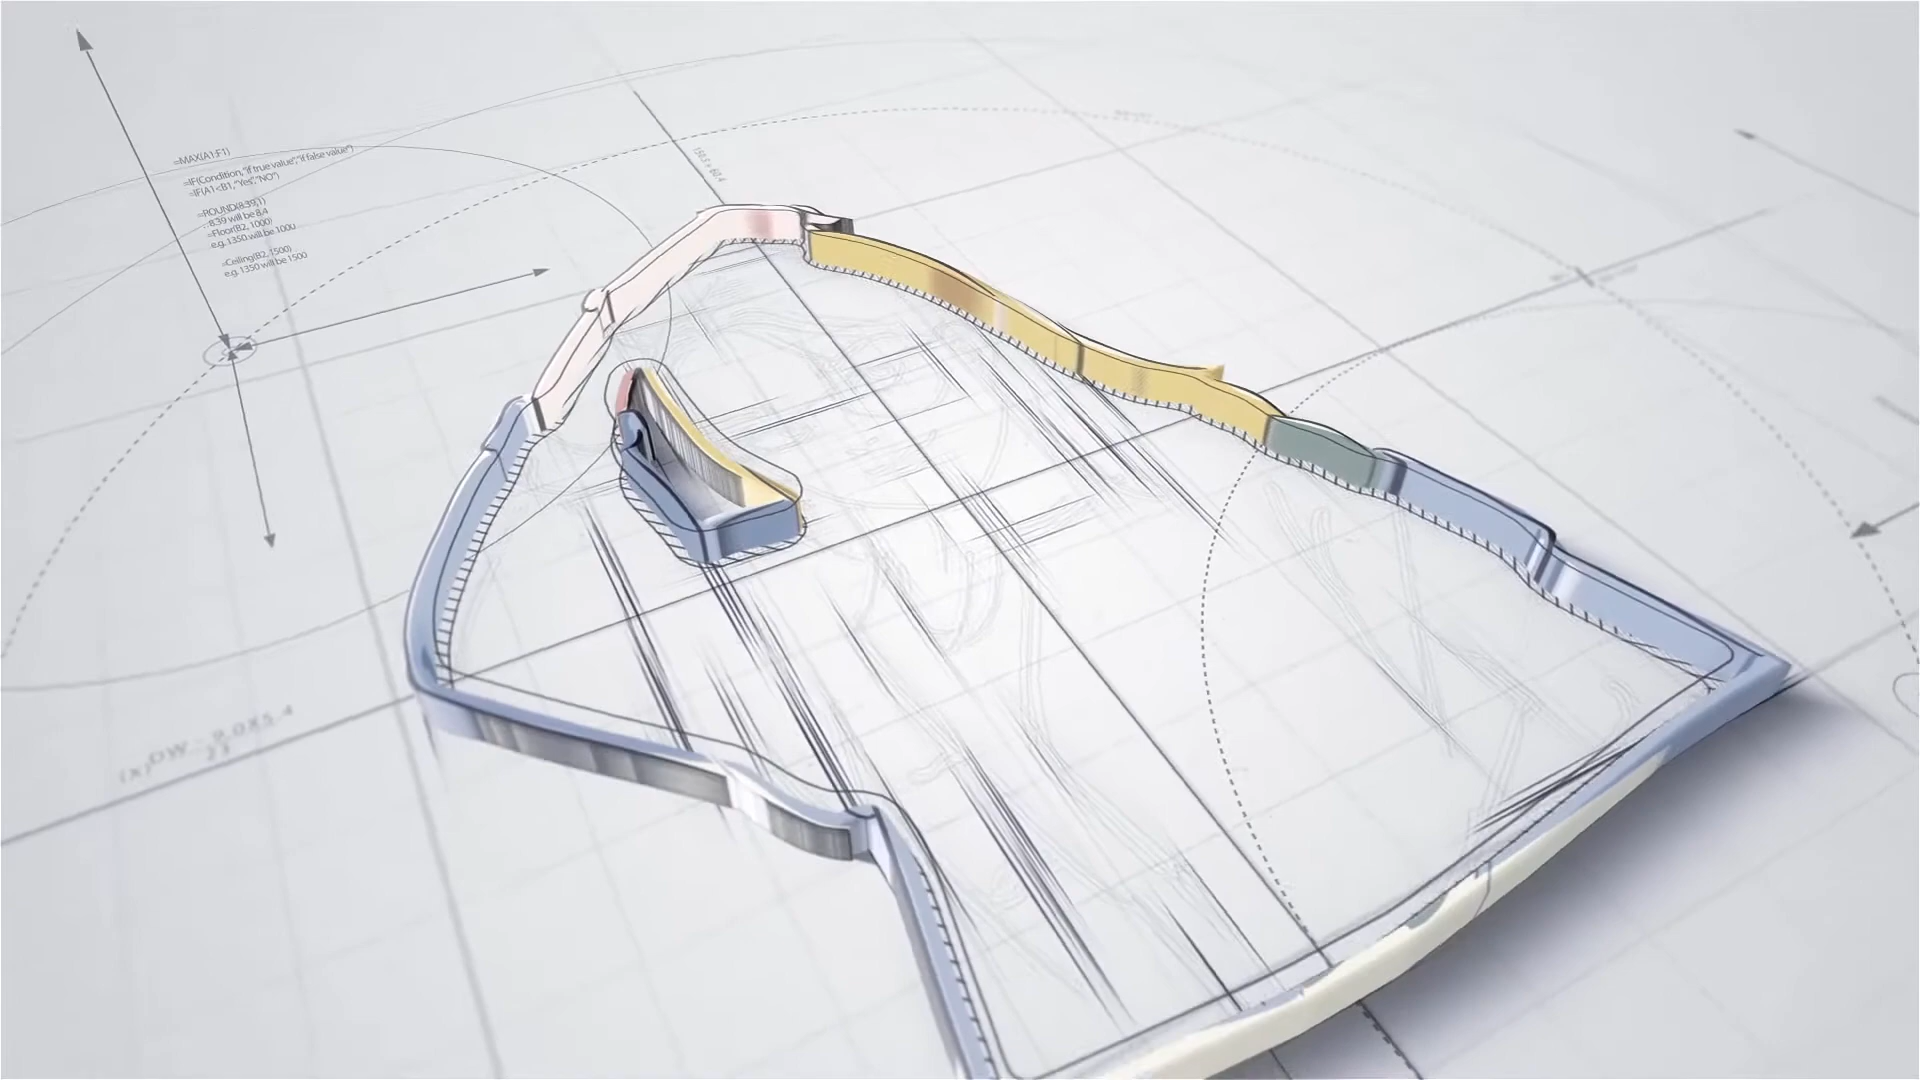 =MAX(A1:F1)
=IF(Condition, "if true value", "if false value")
=IF(A1<B1, "Yes", "NO")
=ROUND(8.39,1)
8.39 will be 8.4
=Floor(B2, 1000)
e.g. 1350 will be 1000
=Ceiling(B2, 1500)
e.g. 1350 will be 1500